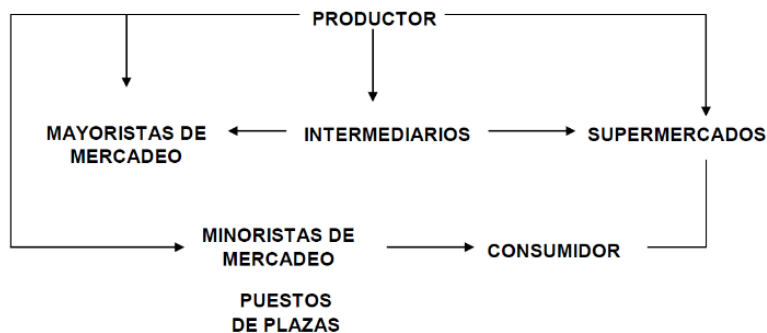 PRODUCTOR
MAYORISTAS DE
MERCADEO
INTERMEDIARIOS
SUPERMERCADOS
MINORISTAS DE
MERCADEO
CONSUMIDOR
PUESTOS
DE PLAZAS